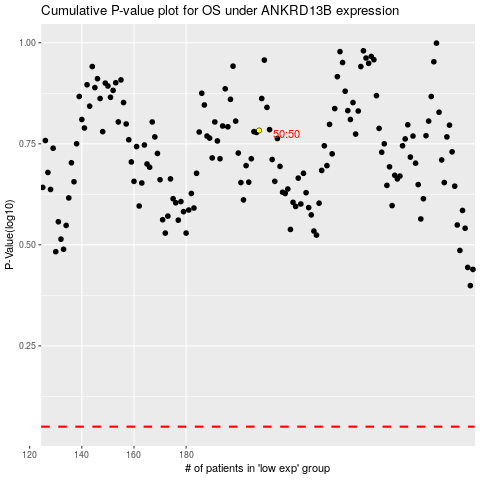 Cumulative P-value plot for OS under ANKRD13B expression
1.00
0.75
0.50
0.25
P-Value(log10)
50:50
120 140 160 180
# of patients in 'low exp' group